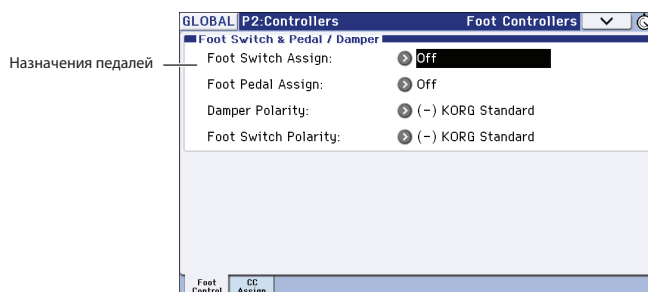 GLOBAL P2:Controllers Foot Controllers
Foot Switch & Pedal / Damper
Назначения педалей
Foot Switch Assign: Off
Foot Pedal Assign: Off
Damper Polarity: (-) KORG Standard
Foot Switch Polarity: (-) KORG Standard
Foot Control
CC Assign